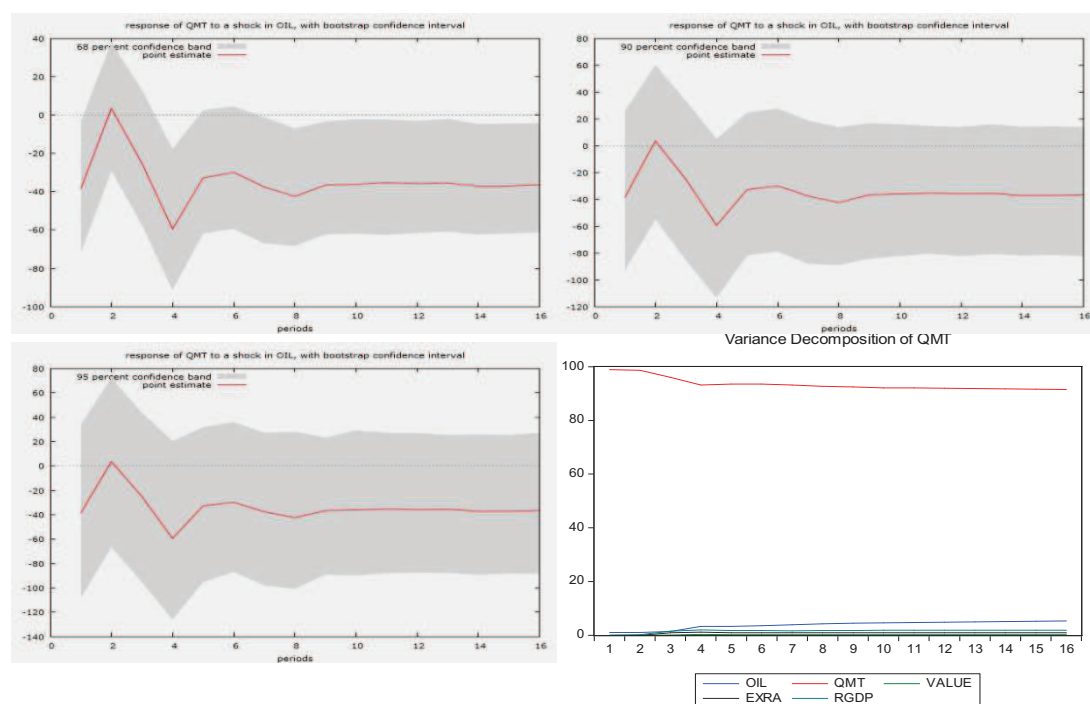 response of QMT to a shock in OIL, with bootstrap confidence interval
68 percent confidence band
point estimate
40
20
0
-20
-40
-60
-80
-100
0 2 4 6 8 10 12 14 16
periods
response of QMT to a shock in OIL, with bootstrap confidence interval
90 percent confidence band
point estimate
80
60
40
20
0
-20
-40
-60
-80
-100
-120
0 2 4 6 8 10 12 14 16
periods
response of QMT to a shock in OIL, with bootstrap confidence interval
95 percent confidence band
point estimate
80
60
40
20
0
-20
-40
-60
-80
-100
-120
-140
0 2 4 6 8 10 12 14 16
periods
Variance Decomposition of QMT
100
80
60
40
20
0
1 2 3 4 5 6 7 8 9 10 11 12 13 14 15 16
OIL QMT VALUE
EXRA RGDP